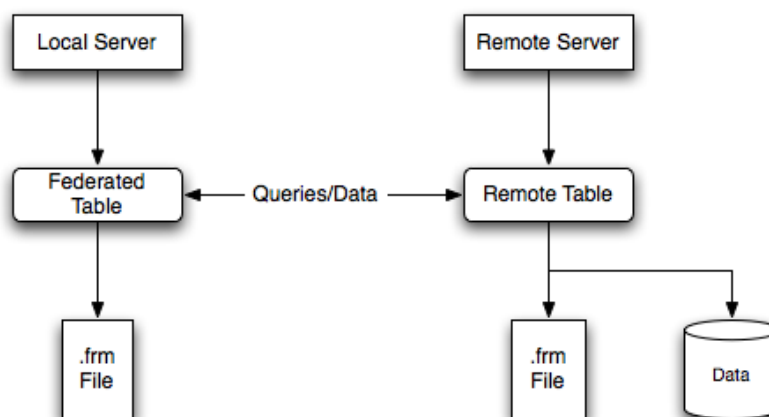 Local Server
Remote Server
Federated
Table
Queries/Data
Remote Table
.frm
File
.frm
File
Data